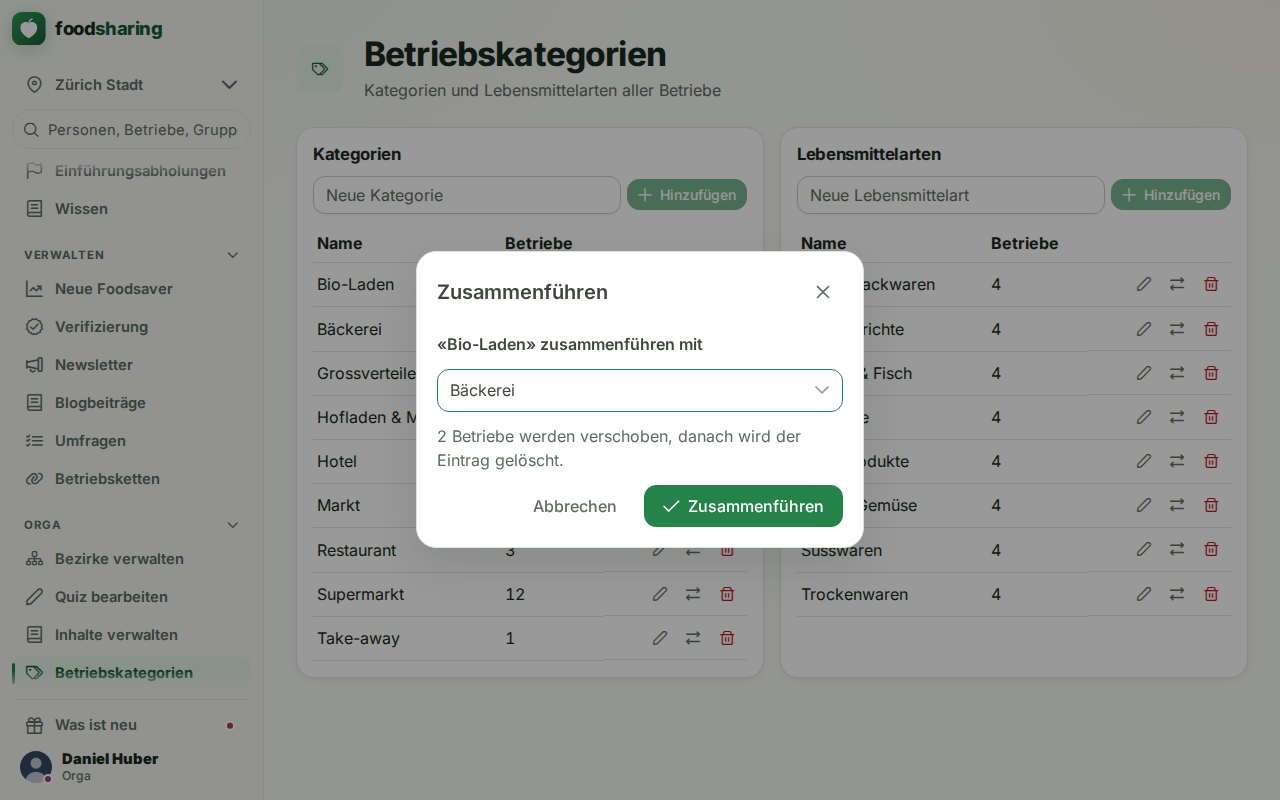 foodsharing
Zürich Stadt
Personen, Betriebe, Grupp
Einführungsabholungen
Wissen
VERWALTEN
Neue Foodsaver
Verifizierung
Newsletter
Blogbeiträge
Umfragen
Betriebsketten
ORGA
Bezirke verwalten
Quiz bearbeiten
Inhalte verwalten
Betriebskategorien
Was ist neu
Daniel Huber
Orga
Betriebskategorien
Kategorien und Lebensmittelarten aller Betriebe
Kategorien
Neue Kategorie
Hinzufügen
Name Betriebe
Bio-Laden
Bäckerei
Grossverteile
Hofladen & M
Hotel
Markt
Restaurant 3
Supermarkt 12
Take-away 1
Lebensmittelarten
Neue Lebensmittelart
Hinzufügen
Name Betriebe
ackwaren 4
richte 4
& Fisch 4
e 4
odukte 4
Gemüse 4
Süsswaren 4
Trockenwaren 4
Zusammenführen
«Bio-Laden» zusammenführen mit
Bäckerei
2 Betriebe werden verschoben, danach wird der
Eintrag gelöscht.
Abbrechen
Zusammenführen